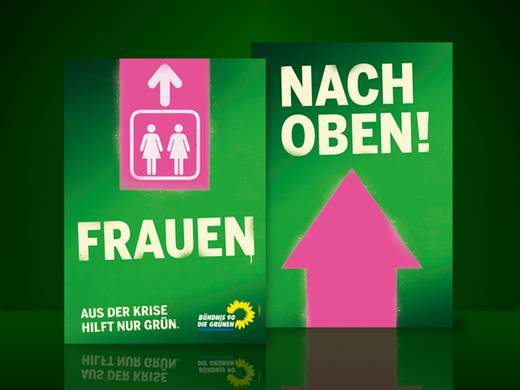 FRAUEN
AUS DER KRISE
HILFT NUR GRÜN.
BÜNDNIS 90
DIE GRÜNEN
NACH
OBEN!